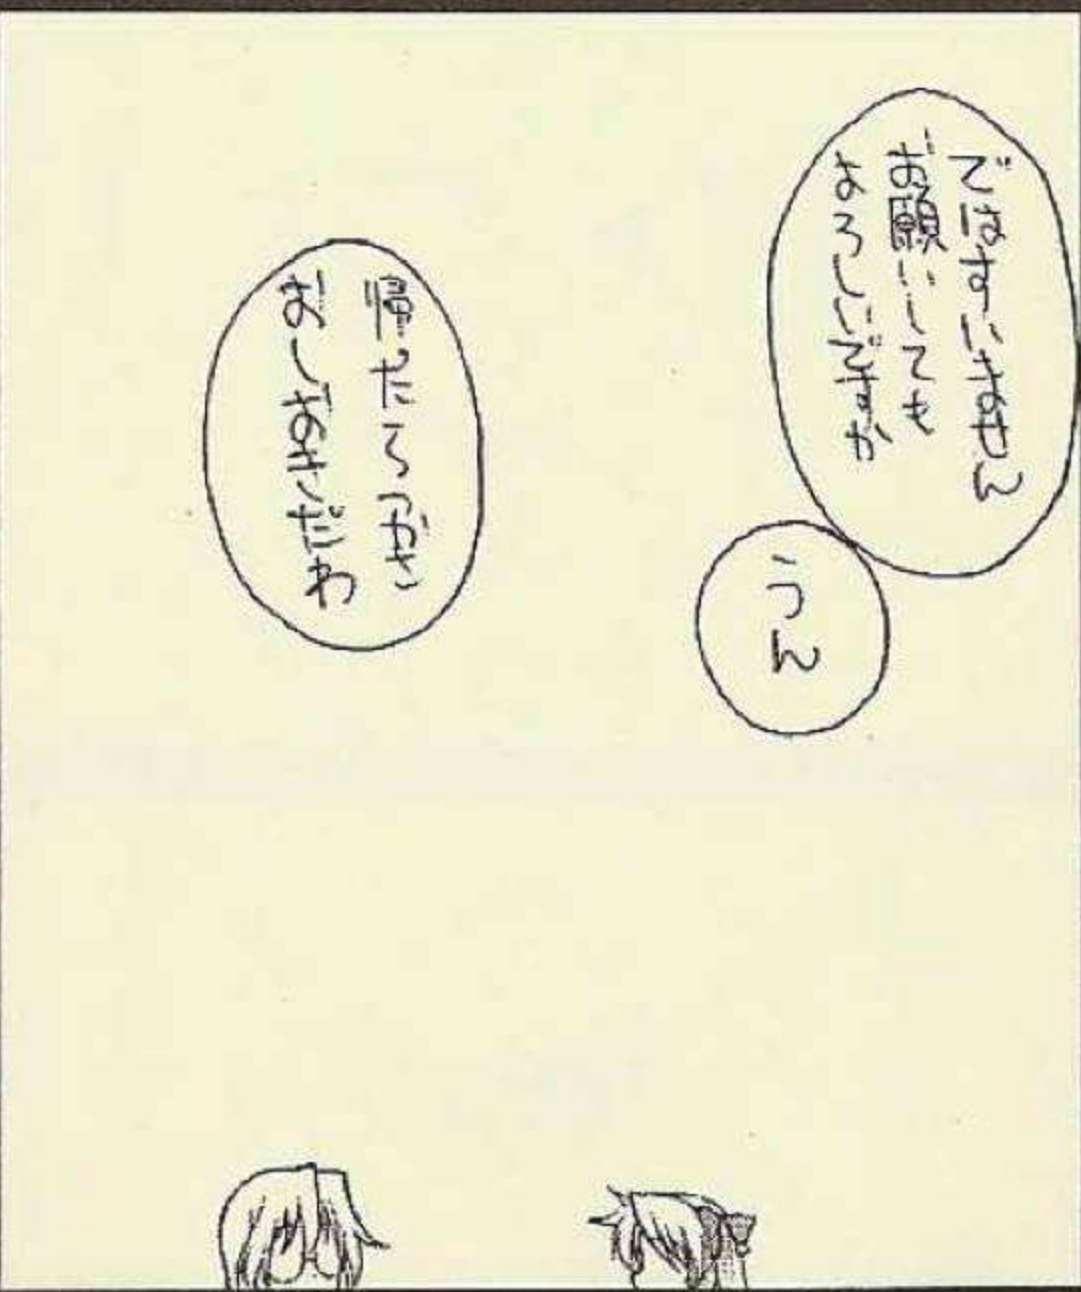 ではすいません
お願いしても
よろしいですか
うん
帰たらつかさ
おしおきだわ